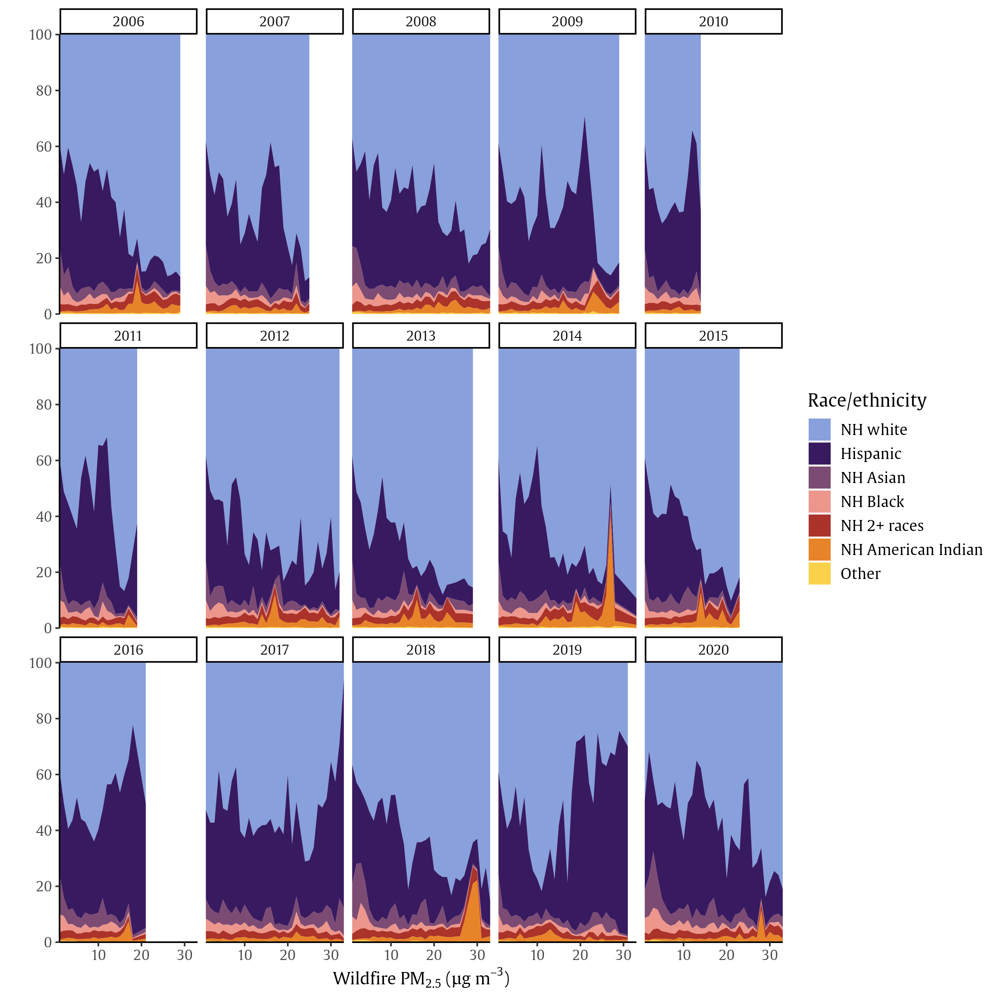 2006 2007 2008 2009 2010
100
80
60
40
20
0
2011 2012 2013 2014 2015
100
80
60
40
20
0
2016 2017 2018 2019 2020
100
80
60
40
20
0
10 20 30 10 20 30 10 20 30 10 20 30 10 20 30
Wildfire PM₂.₅ (µg m⁻³)
Race/ethnicity
NH white
Hispanic
NH Asian
NH Black
NH 2+ races
NH American Indian
Other